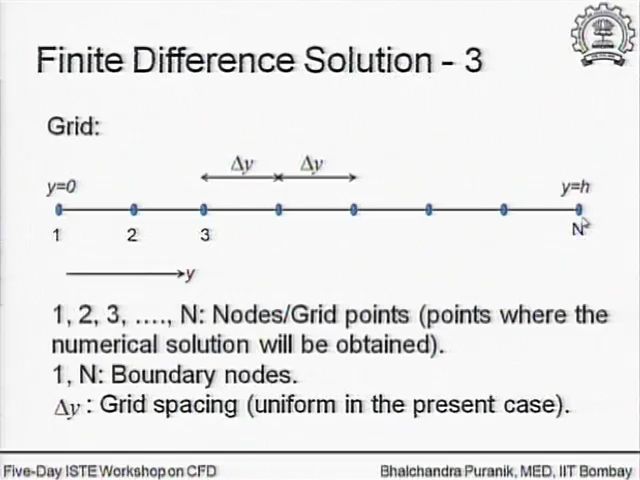 Finite Difference Solution - 3
Grid:
Δy Δy
y=0 y=h
1 2 3 N
y
1, 2, 3, …., N: Nodes/Grid points (points where the
numerical solution will be obtained).
1, N: Boundary nodes.
Δy : Grid spacing (uniform in the present case).
Five-Day ISTE Workshop on CFD Bhalchandra Puranik, MED, IIT Bombay